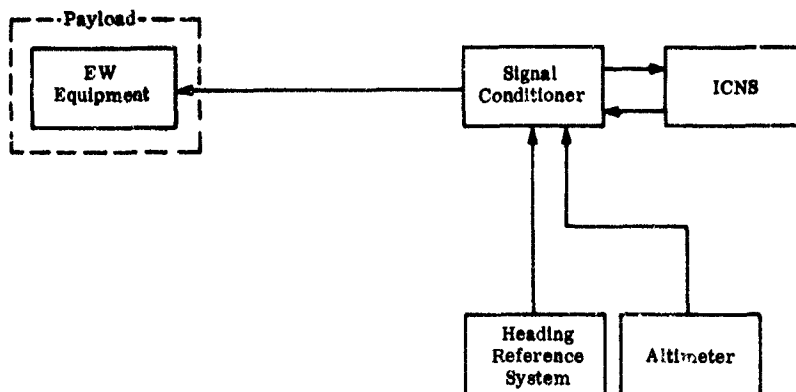 Payload
EW
Equipment
Signal
Conditioner
ICNS
Heading
Reference
System
Altimeter